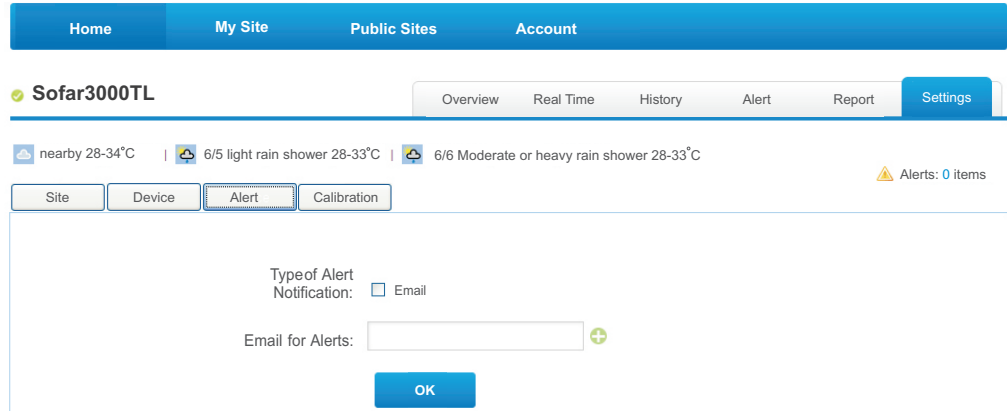 Home My Site Public Sites Account
Sofar3000TL
Overview Real Time History Alert Report Settings
nearby 28-34°C | 6/5 light rain shower 28-33°C | 6/6 Moderate or heavy rain shower 28-33°C
Alerts: 0 items
Site Device Alert Calibration
Typeof Alert
Notification: Email
Email for Alerts:
OK